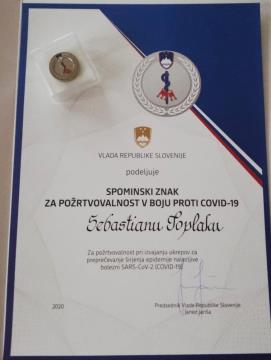 VLADA REPUBLIKE SLOVENIJE
podeljuje
SPOMINSKI ZNAK
ZA POŽRTVOVALNOST V BOJU PROTI COVID-19
Sebastianu Toplaku
Za požrtvovalnost pri izvajanju ukrepov za
preprečevanje širjenja epidemije nalezljive
bolezni SARS-CoV-2 (COVID-19)
2020
Predsednik Vlade Republike Slovenije
Janez Janša